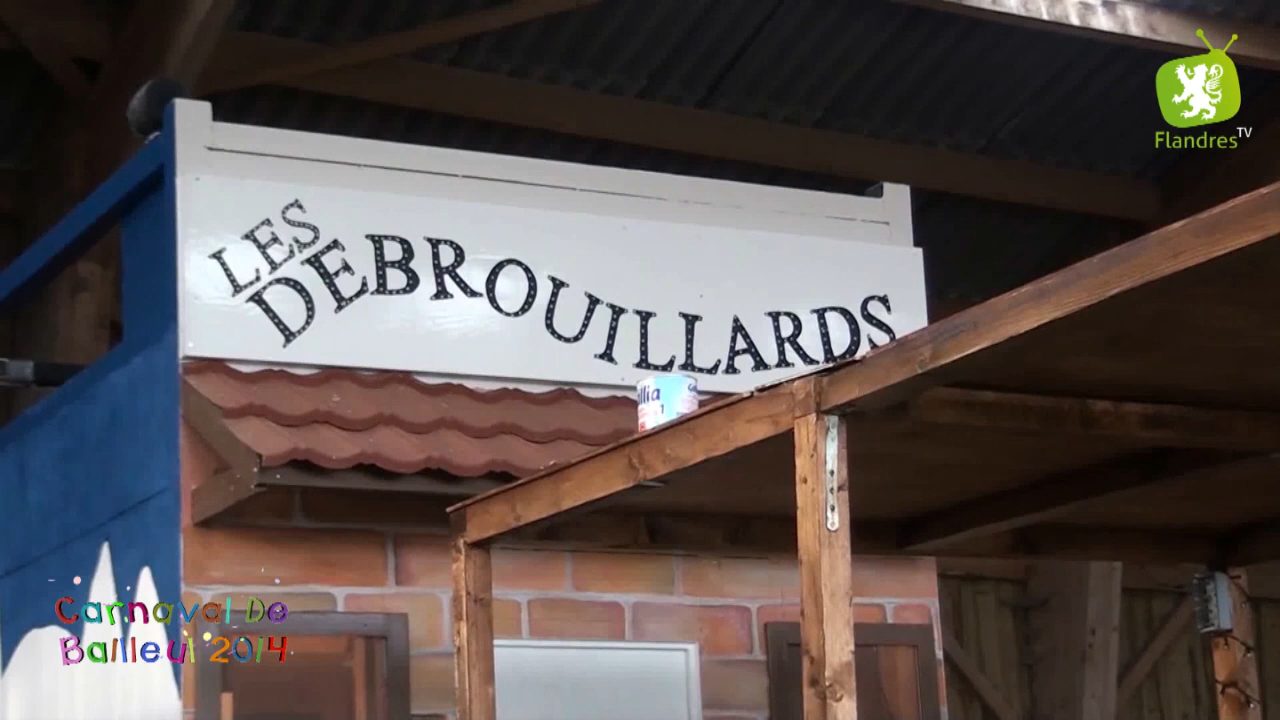 Flandres TV
LES
DEBROUILLARDS
Carnaval De
Bailleul 2014